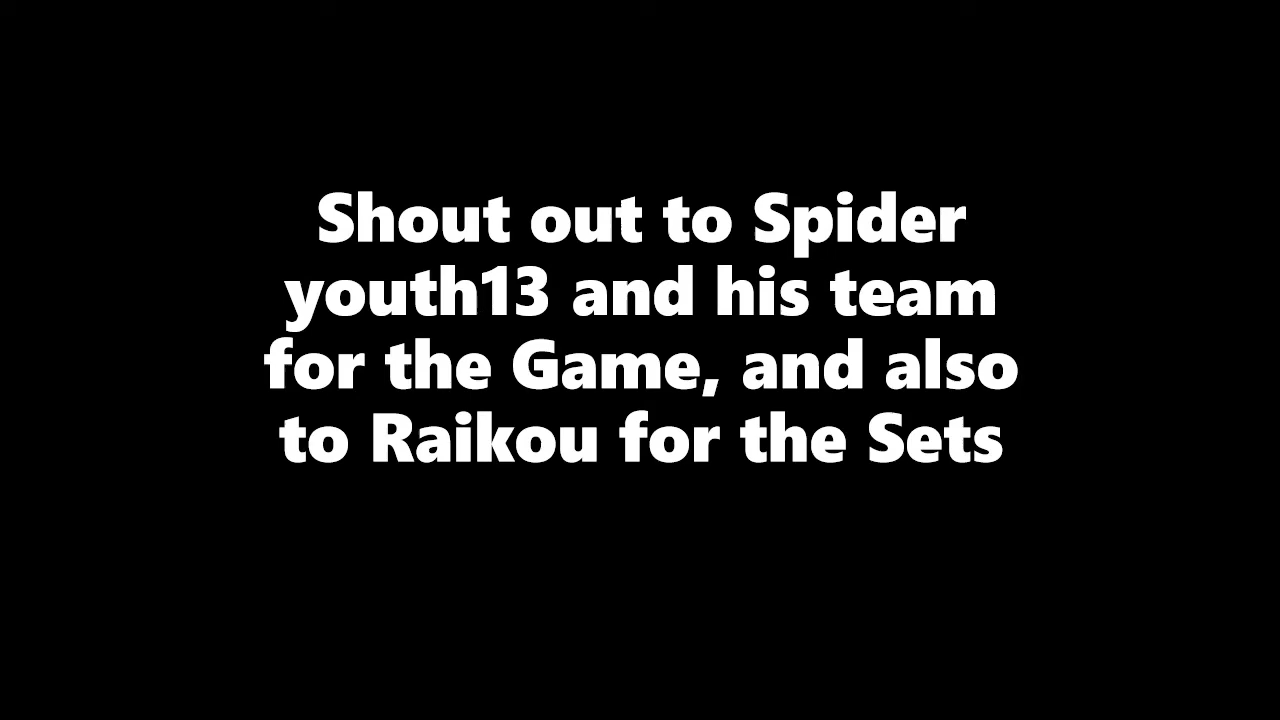 Shout out to Spider
youth13 and his team
for the Game, and also
to Raikou for the Sets